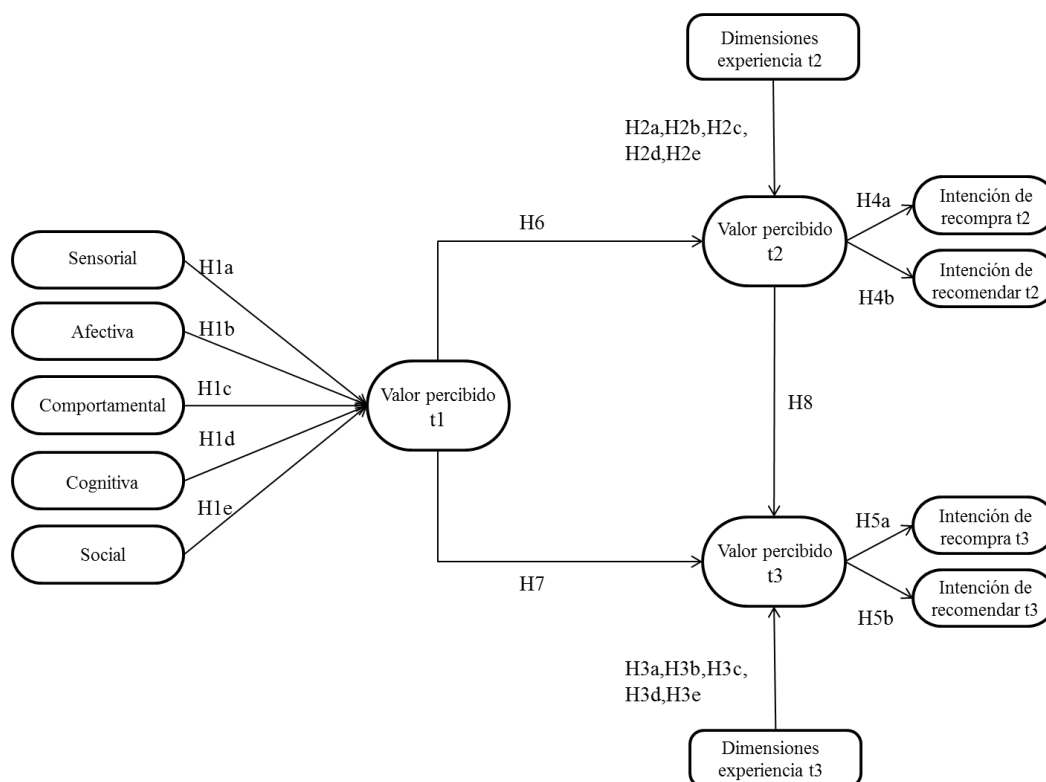 Dimensiones
experiencia t2
H2a,H2b,H2c,
H2d,H2e
Sensorial
Afectiva
Comportamental
Cognitiva
Social
H1a
H1b
H1c
H1d
H1e
Valor percibido
t1
H6
H7
Valor percibido
t2
H4a
H4b
Intención de
recompra t2
Intención de
recomendar t2
H8
Valor percibido
t3
H5a
H5b
Intención de
recompra t3
Intención de
recomendar t3
H3a,H3b,H3c,
H3d,H3e
Dimensiones
experiencia t3